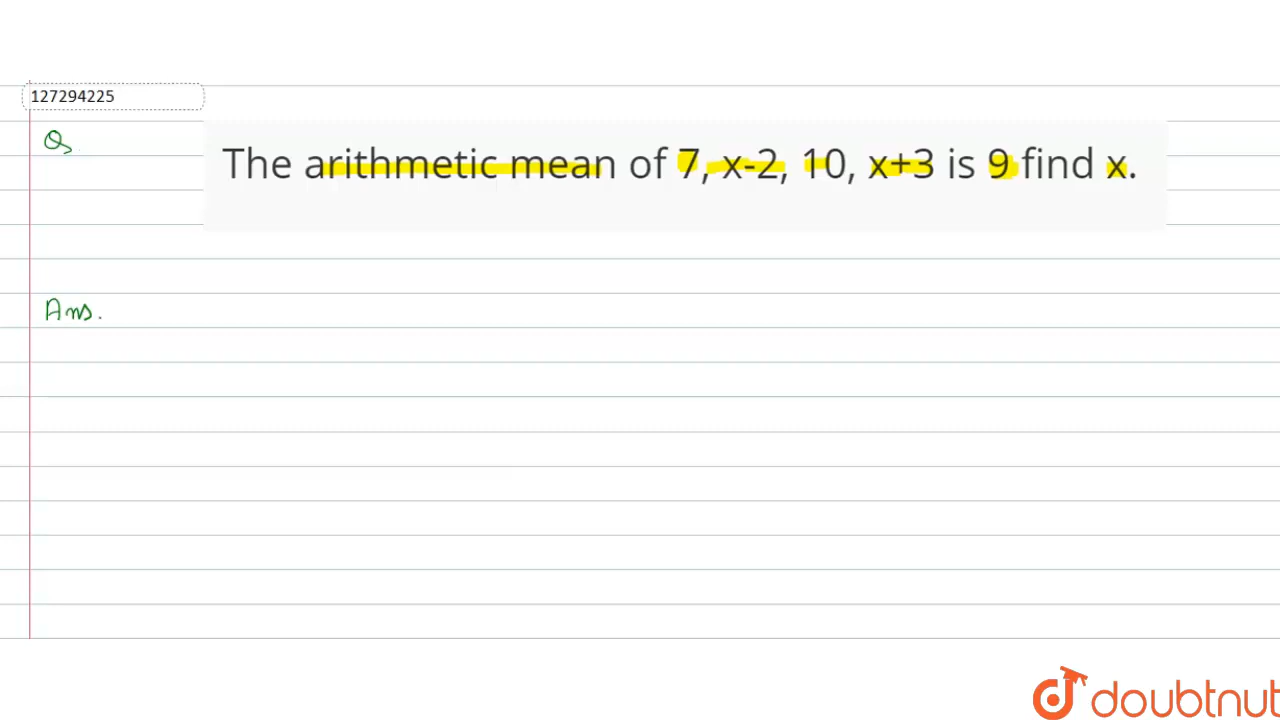 127294225
Q
The arithmetic mean of 7, x-2, 10, x+3 is 9 find x.
Ans.
doubtnut